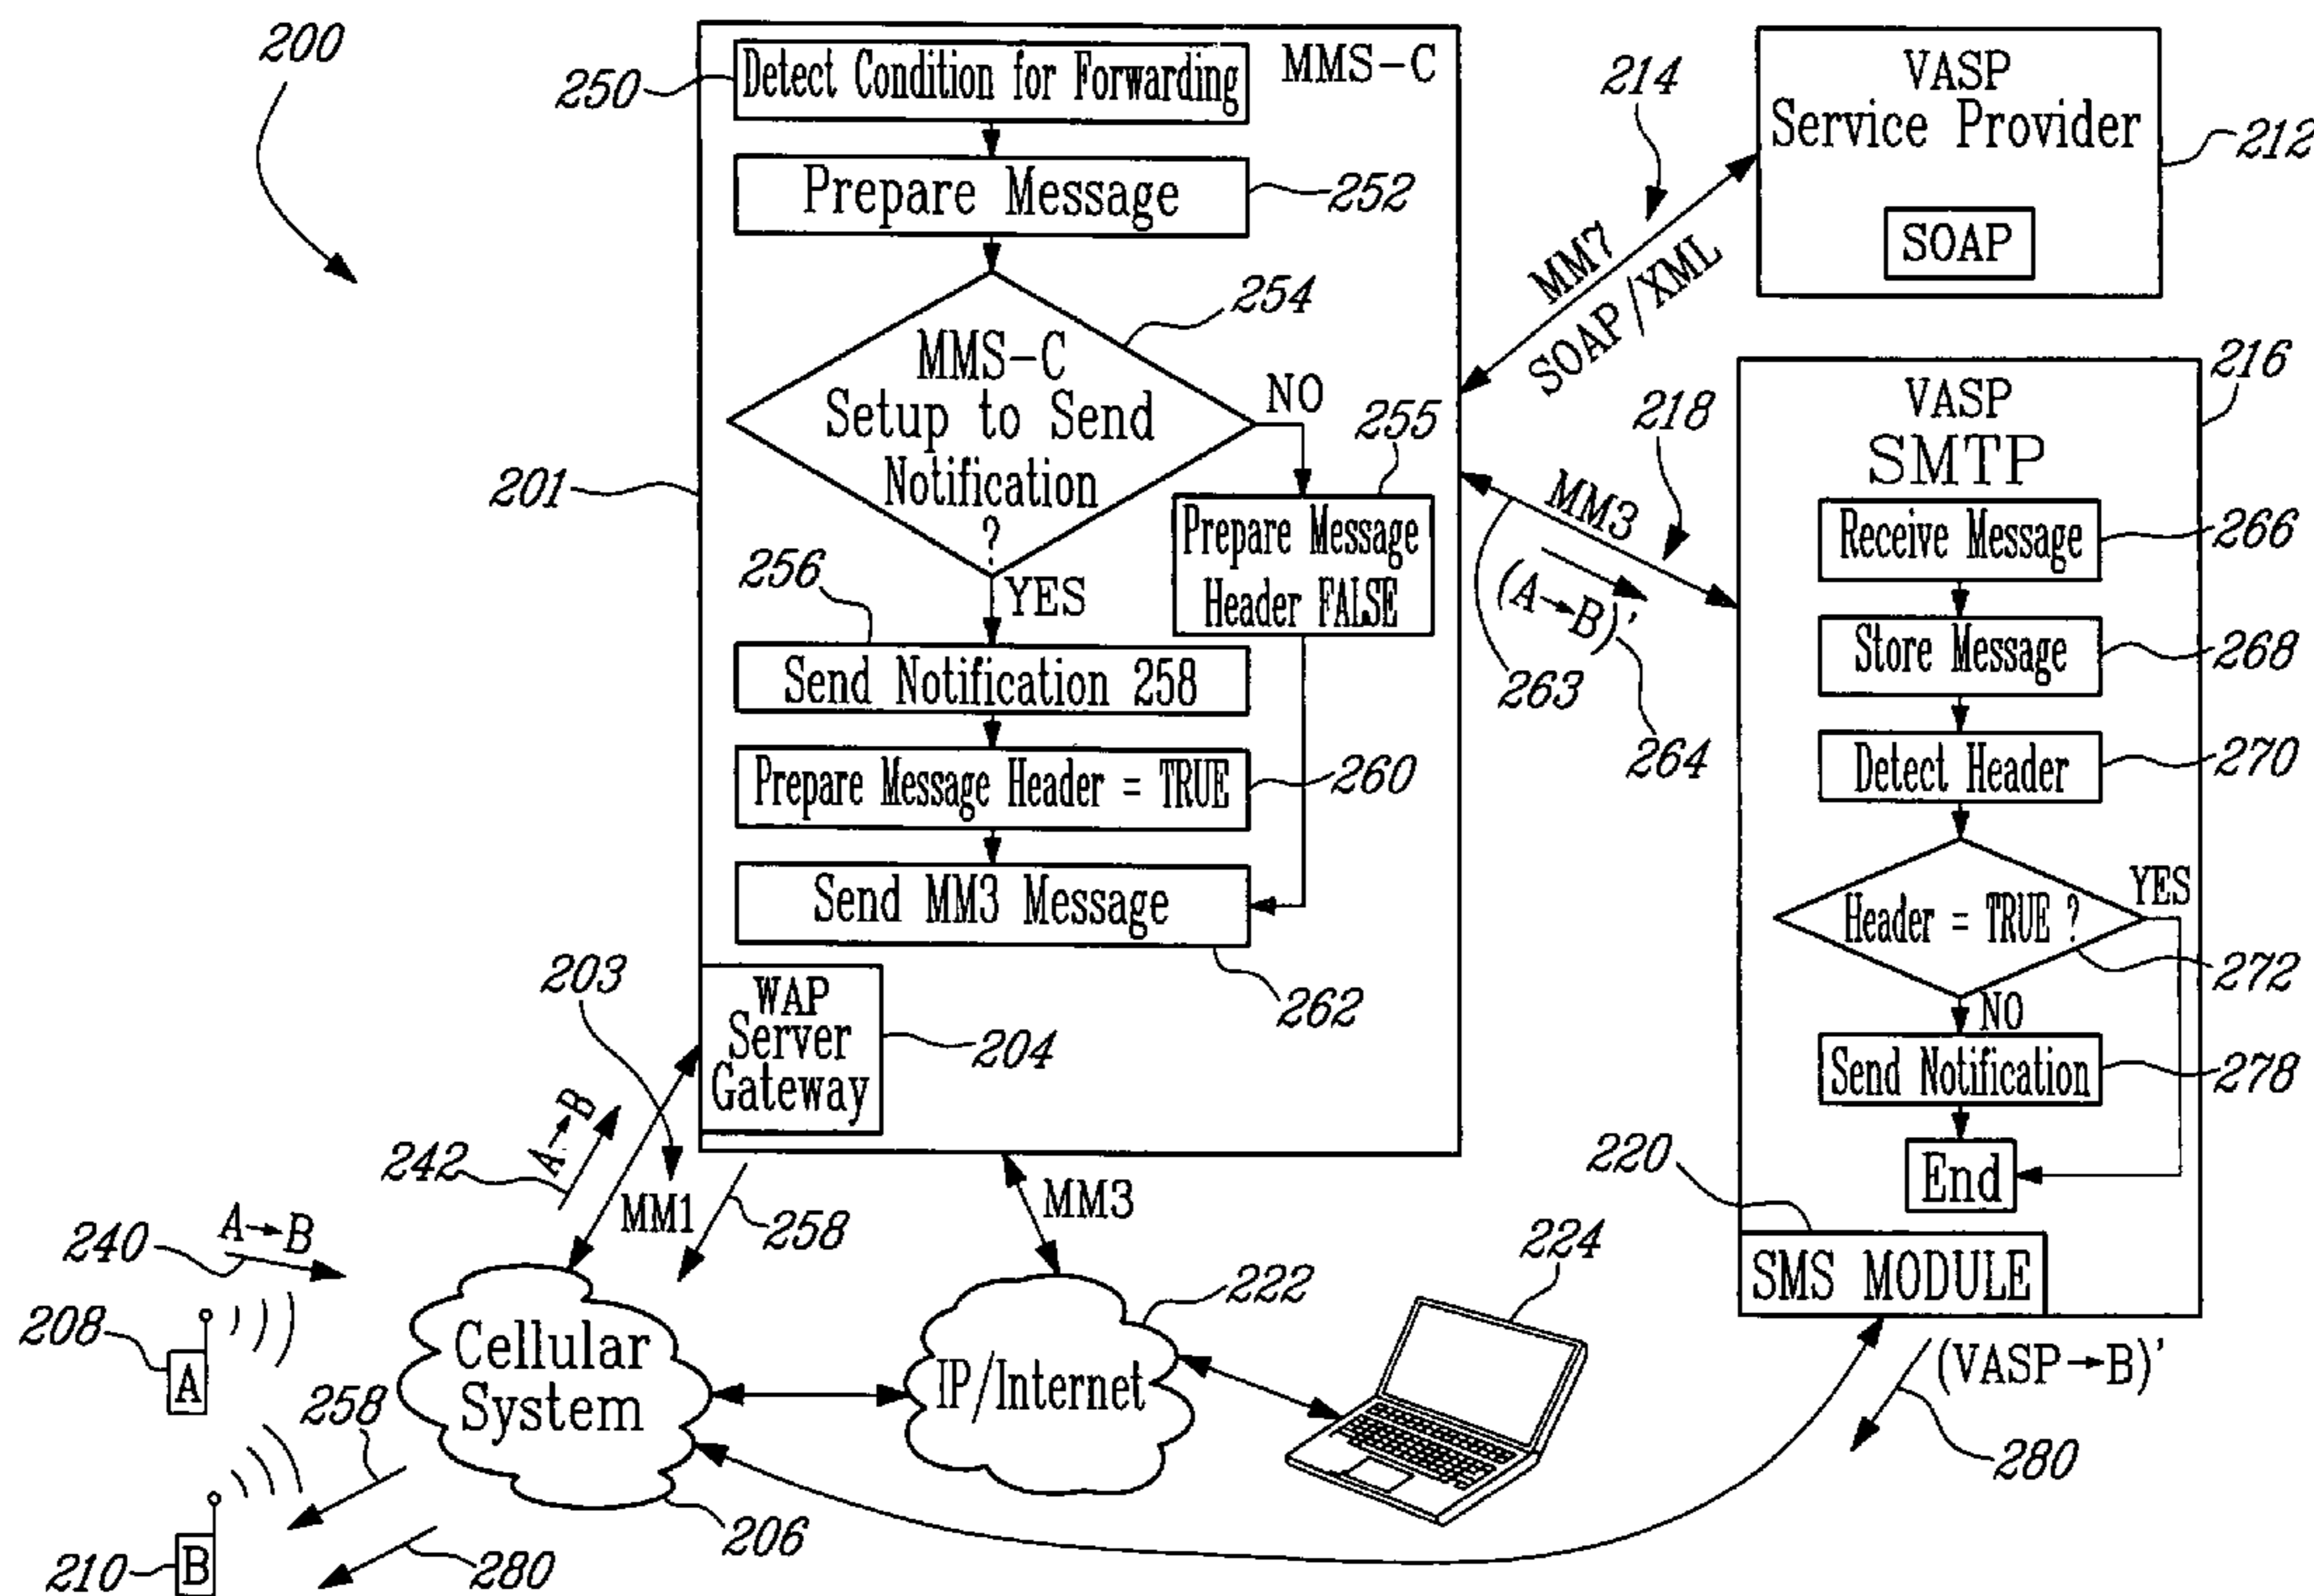 200
250
Detect Condition for Forwarding
MMS-C
Prepare Message
252
254
MMS-C
Setup to Send
Notification
?
NO
255
Prepare Message
Header FALSE
201
256
YES
Send Notification 258
Prepare Message Header = TRUE
260
Send MM3 Message
262
203
WAP
Server
Gateway
204
214
MM7
SOAP/XML
VASP
Service Provider
212
SOAP
218
MM3
(A→B)'
263
264
216
VASP
SMTP
Receive Message
266
Store Message
268
Detect Header
270
Header = TRUE ?
YES
272
NO
Send Notification
278
End
220
SMS MODULE
(VASP→B)'
280
242
A→B
MM1
258
MM3
240
A→B
208
A
Cellular
System
206
222
IP/Internet
224
258
210
B
280